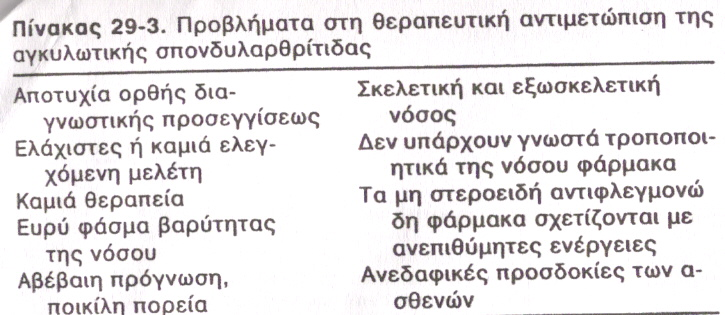 Πίνακας 29-3. Προβλήματα στη θεραπευτική αντιμετώπιση της
αγκυλωτικής σπονδυλαρθρίτιδας
Αποτυχία ορθής δια-
γνωστικής προσεγγίσεως
Ελάχιστες ή καμιά ελεγ-
χόμενη μελέτη
Καμιά θεραπεία
Ευρύ φάσμα βαρύτητας
της νόσου
Αβέβαιη πρόγνωση,
ποικίλη πορεία
Σκελετική και εξωσκελετική
νόσος
Δεν υπάρχουν γνωστά τροποποι-
ητικά της νόσου φάρμακα
Τα μη στεροειδή αντιφλεγμονώ
δη φάρμακα σχετίζονται με
ανεπιθύμητες ενέργειες
Ανεδαφικές προσδοκίες των α-
σθενών